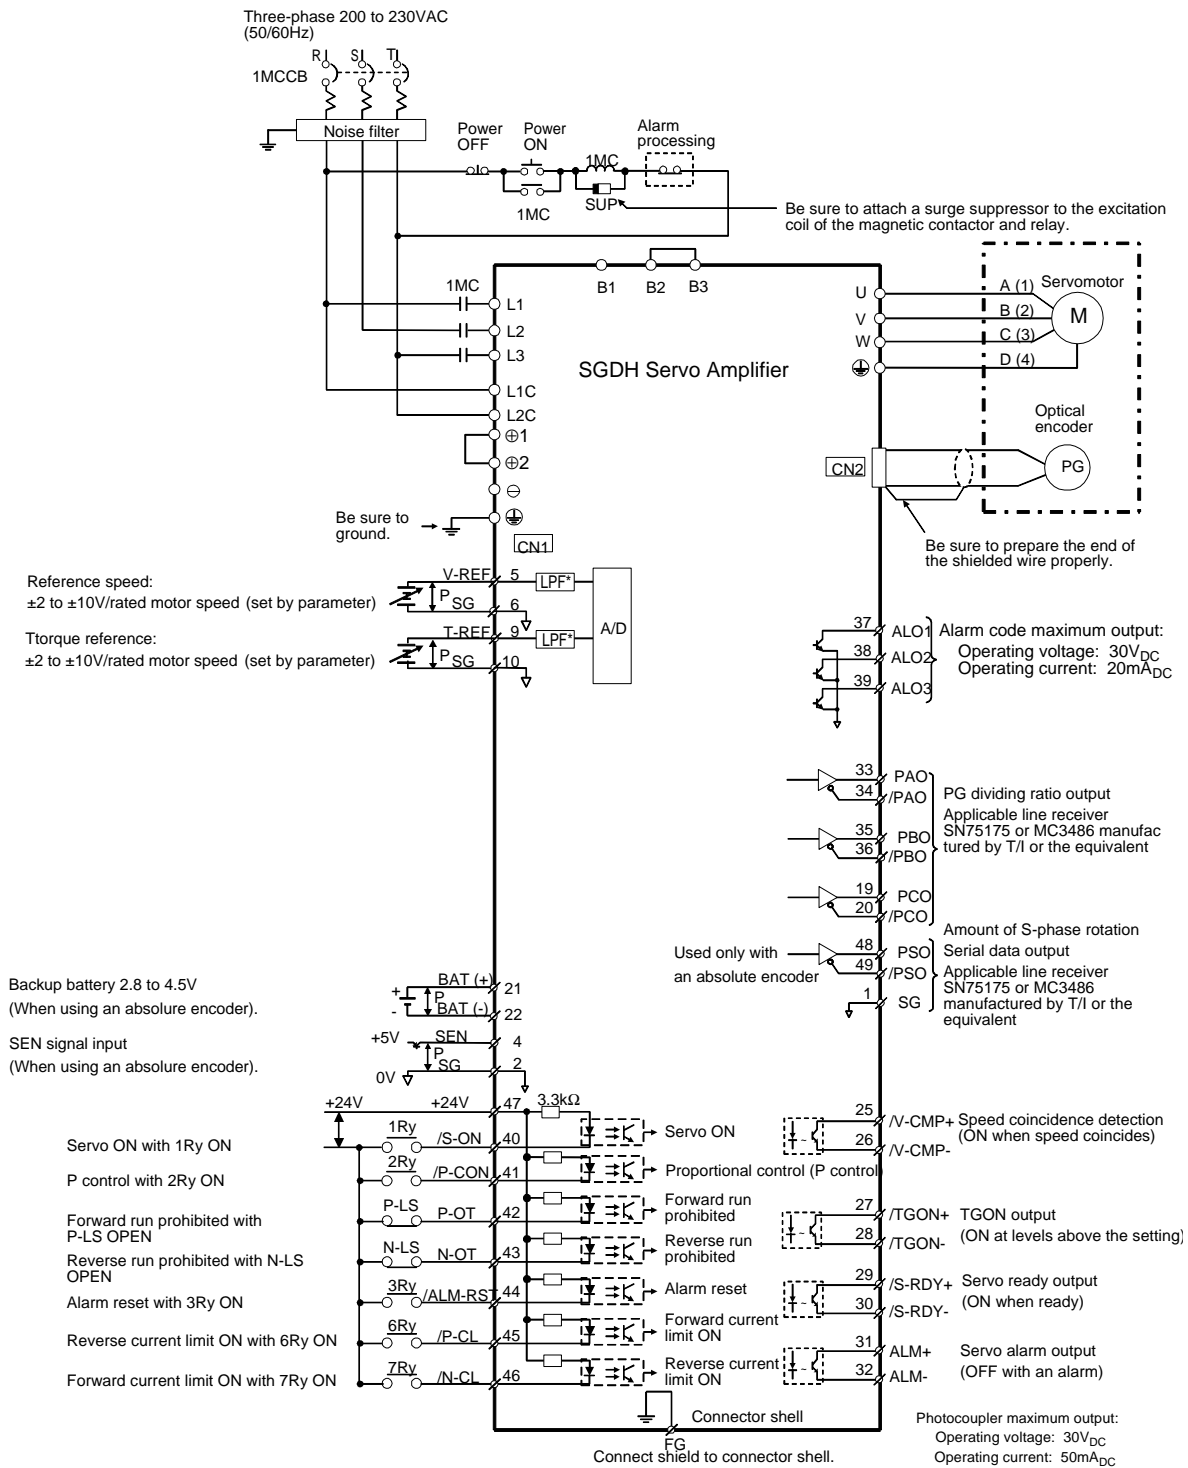 Three-phase 200 to 230VAC
(50/60Hz)
R S T
1MCCB
Noise filter
Power
OFF
Power
ON
Alarm
processing
1MC
SUP
1MC
Be sure to attach a surge suppressor to the excitation
coil of the magnetic contactor and relay.
B1 B2 B3
1MC
L1
L2
L3
L1C
L2C
⊕1
⊕2
⊖
Be sure to
ground.
SGDH Servo Amplifier
U
V
W
A (1)
B (2)
C (3)
D (4)
Servomotor
M
Optical
encoder
PG
CN2
Be sure to prepare the end of
the shielded wire properly.
CN1
Reference speed:
±2 to ±10V/rated motor speed (set by parameter)
V-REF 5 LPF*
P SG 6
A/D
Ttorque reference:
±2 to ±10V/rated motor speed (set by parameter)
T-REF 9 LPF*
P SG 10
37 ALO1
38 ALO2
39 ALO3
Alarm code maximum output:
Operating voltage: 30VDC
Operating current: 20mADC
33 PAO
34 /PAO
35 PBO
36 /PBO
19 PCO
20 /PCO
PG dividing ratio output
Applicable line receiver
SN75175 or MC3486 manufac
tured by T/I or the equivalent
Used only with
an absolute encoder
48 PSO
49 /PSO
1 SG
Amount of S-phase rotation
Serial data output
Applicable line receiver
SN75175 or MC3486
manufactured by T/I or the
equivalent
Backup battery 2.8 to 4.5V
(When using an absolure encoder).
+ BAT (+) 21
P
- BAT (-) 22
SEN signal input
(When using an absolure encoder).
+5V SEN 4
P
0V SG 2
+24V +24V 47 3.3kΩ
Servo ON with 1Ry ON
1Ry /S-ON 40 Servo ON
P control with 2Ry ON
2Ry /P-CON 41 Proportional control (P control)
Forward run prohibited with
P-LS OPEN
P-LS P-OT 42 Forward run
prohibited
Reverse run prohibited with N-LS
OPEN
N-LS N-OT 43 Reverse run
prohibited
Alarm reset with 3Ry ON
3Ry /ALM-RST 44 Alarm reset
Reverse current limit ON with 6Ry ON
6Ry /P-CL 45 Forward current
limit ON
Forward current limit ON with 7Ry ON
7Ry /N-CL 46 Reverse current
limit ON
25 /V-CMP+ Speed coincidence detection
26 /V-CMP- (ON when speed coincides)
27 /TGON+ TGON output
28 /TGON- (ON at levels above the setting)
29 /S-RDY+ Servo ready output
30 /S-RDY- (ON when ready)
31 ALM+ Servo alarm output
32 ALM- (OFF with an alarm)
Connector shell
FG
Connect shield to connector shell.
Photocoupler maximum output:
Operating voltage: 30VDC
Operating current: 50mADC